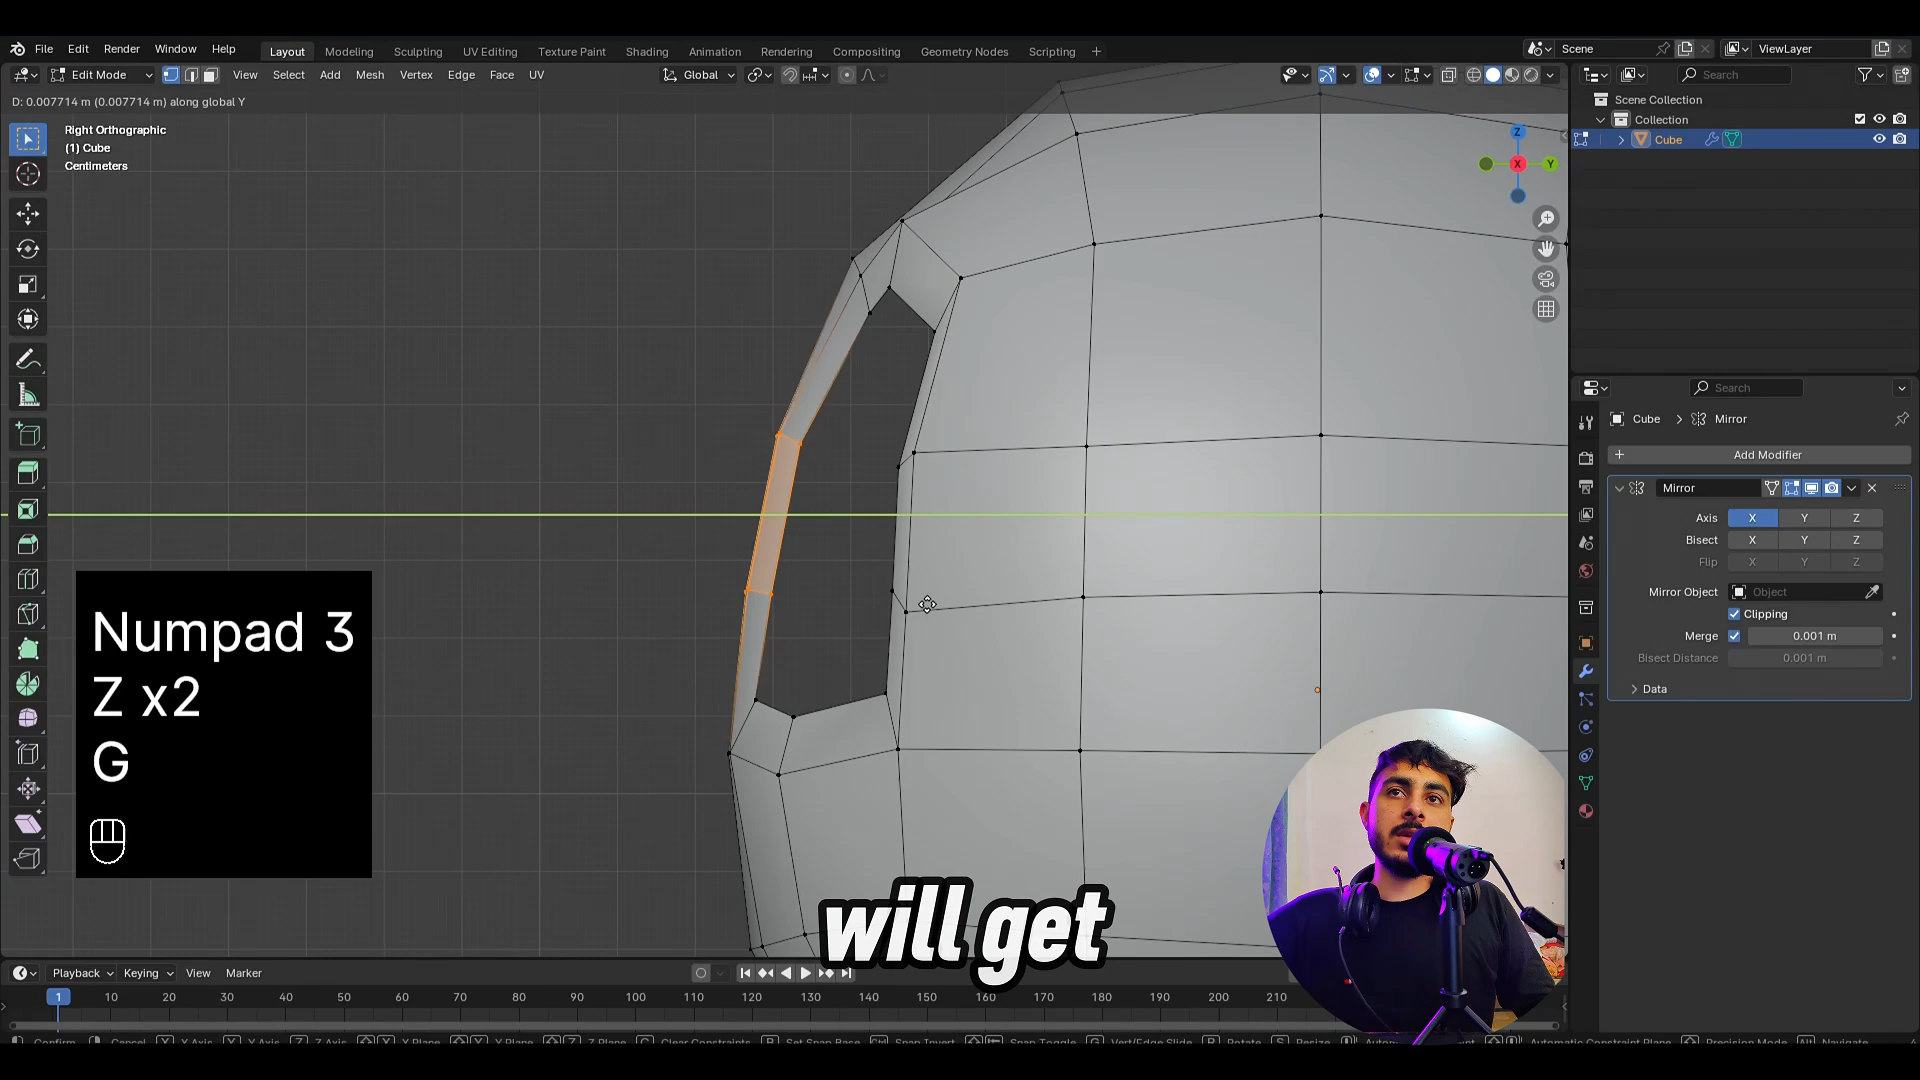 File Edit Render Window Help Layout Modeling Sculpting UV Editing Texture Paint Shading Animation Rendering Compositing Geometry Nodes Scripting + Scene ViewLayer
Edit Mode View Select Add Mesh Vertex Edge Face UV Global Search
D: 0.007714 m (0.007714 m) along global Y
Right Orthographic
(1) Cube
Centimeters
Z
X
Y
Scene Collection
Collection
Cube
Search
Cube > Mirror
+ Add Modifier
Mirror
Axis X Y Z
Bisect X Y Z
Flip X Y Z
Mirror Object Object
Clipping
Merge 0.001 m
Bisect Distance 0.001 m
Data
Numpad 3
Z x2
G
will get
Playback Keying View Marker
1 10 20 30 40 50 60 70 80 90 100 110 120 130 140 150 160 170 180 190 200 210
Confirm Cancel X X Axis Y Y Axis Z Z Axis X X Plane Y Y Plane Z Z Plane C Clear Constraints B Set Snap Base Ctrl Snap Invert Snap Toggle G Vert/Edge Slide R Rotate S Resize Automatic Constraint Plane Precision Mode Alt Navigate